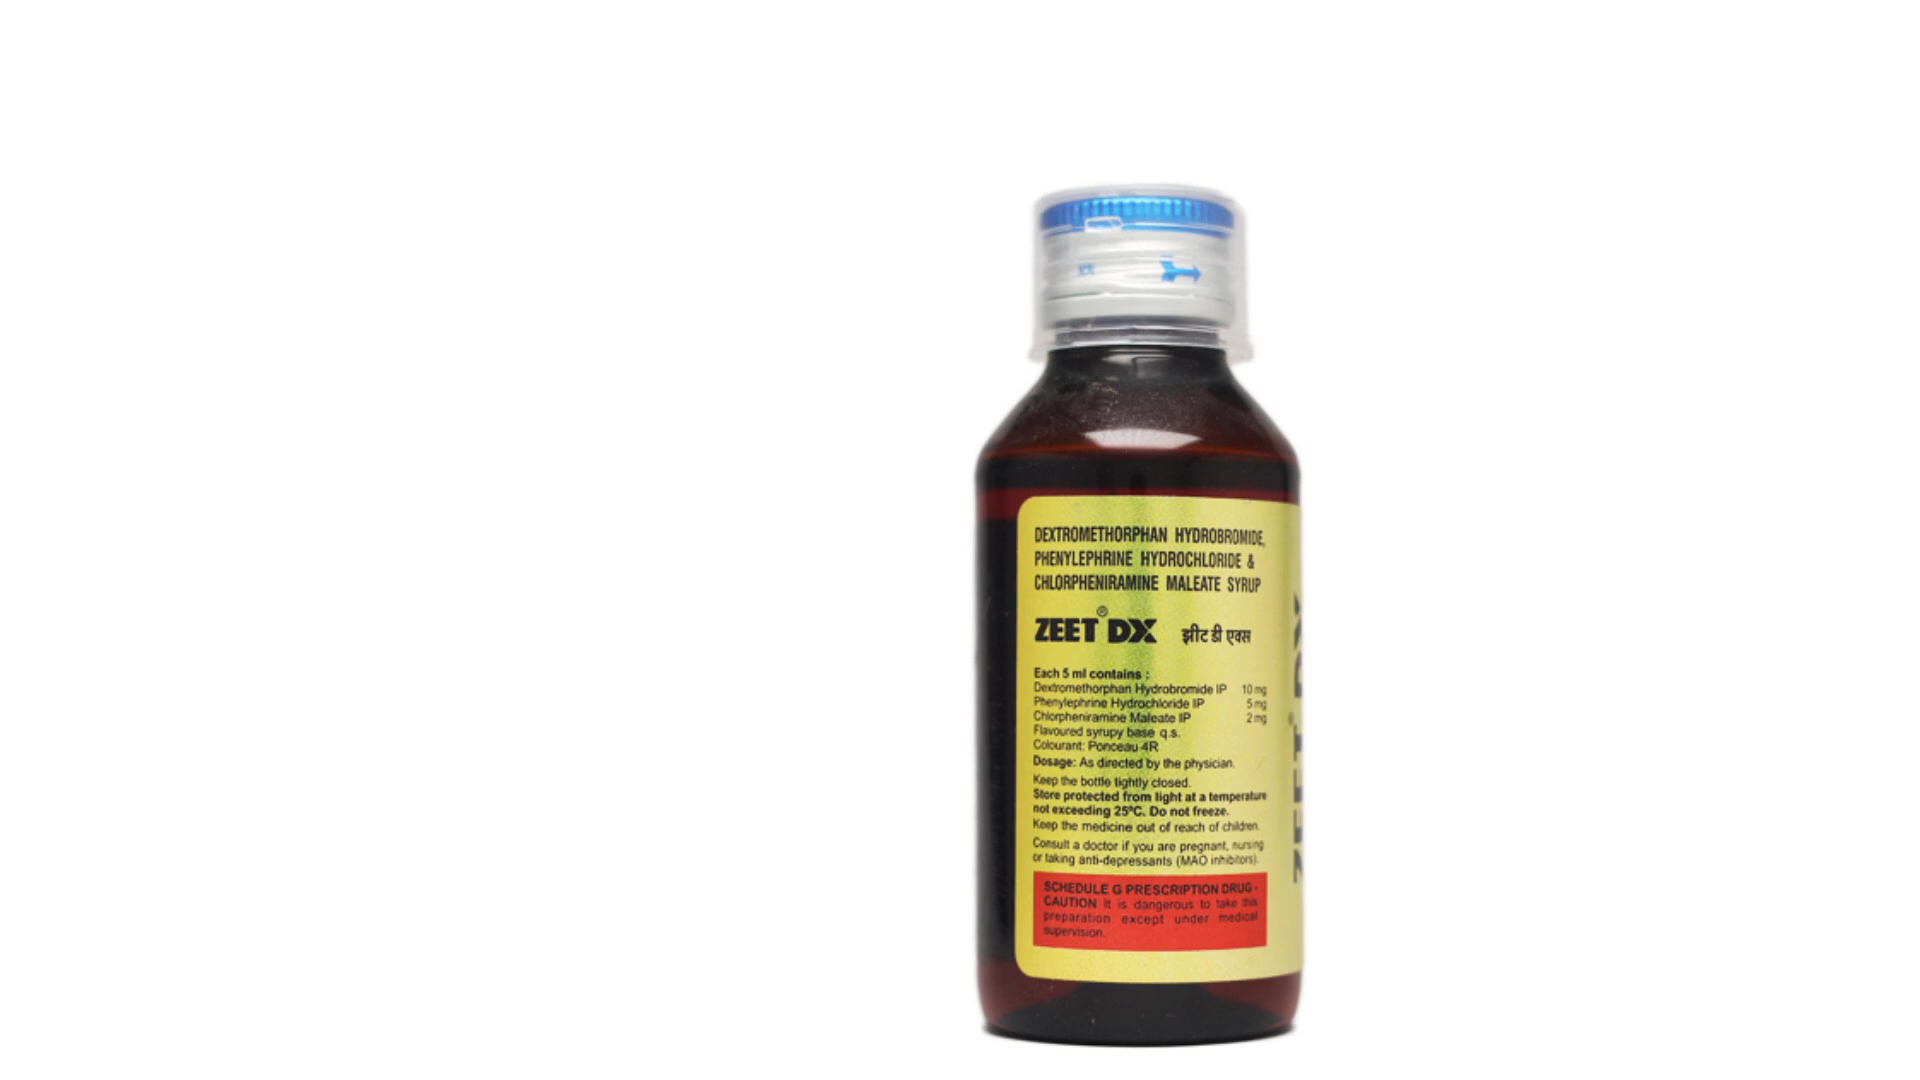 DEXTROMETHORPHAN HYDROBROMIDE,
PHENYLEPHRINE HYDROCHLORIDE &
CHLORPHENIRAMINE MALEATE SYRUP
ZEET® DX झीट डी एक्स
Each 5 ml contains :
Dextromethorphan Hydrobromide IP 10 mg
Phenylephrine Hydrochloride IP 5 mg
Chlorpheniramine Maleate IP 2 mg
Flavoured syrupy base q.s.
Colourant: Ponceau 4R
Dosage: As directed by the physician.
Keep the bottle tightly closed.
Store protected from light at a temperature
not exceeding 25°C. Do not freeze.
Keep the medicine out of reach of children.
Consult a doctor if you are pregnant, nursing
or taking anti-depressants (MAO inhibitors).
SCHEDULE G PRESCRIPTION DRUG -
CAUTION It is dangerous to take this
preparation except under medical
supervision.
ZEET® DX